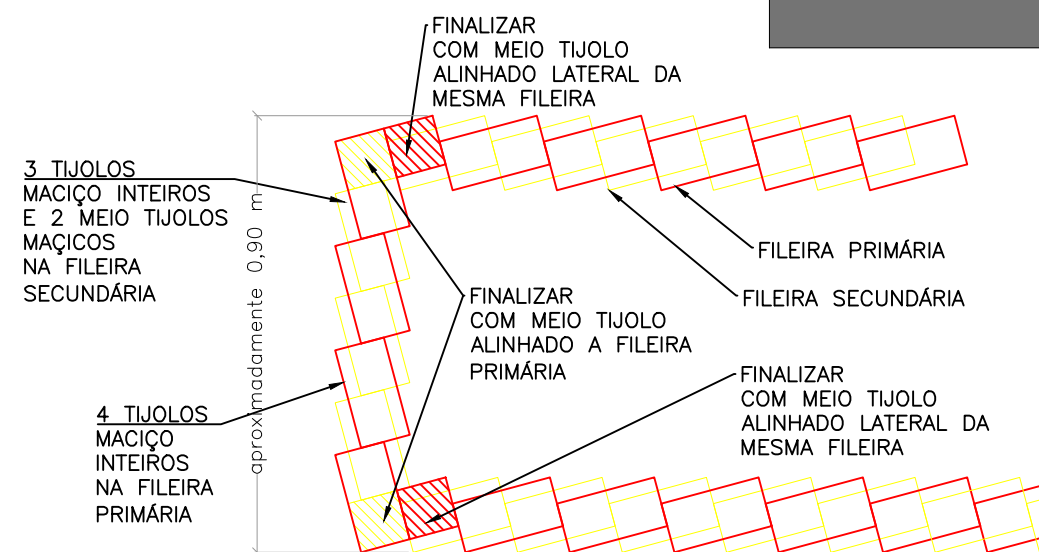 FINALIZAR
COM MEIO TIJOLO
ALINHADO LATERAL DA
MESMA FILEIRA
3 TIJOLOS
MACIÇO INTEIROS
E 2 MEIO TIJOLOS
MAÇICOS
NA FILEIRA
SECUNDÁRIA
aproximadamente 0,90 m
FILEIRA PRIMÁRIA
FILEIRA SECUNDÁRIA
FINALIZAR
COM MEIO TIJOLO
ALINHADO A FILEIRA
PRIMÁRIA
FINALIZAR
COM MEIO TIJOLO
ALINHADO LATERAL DA
MESMA FILEIRA
4 TIJOLOS
MACIÇO
INTEIROS
NA FILEIRA
PRIMÁRIA